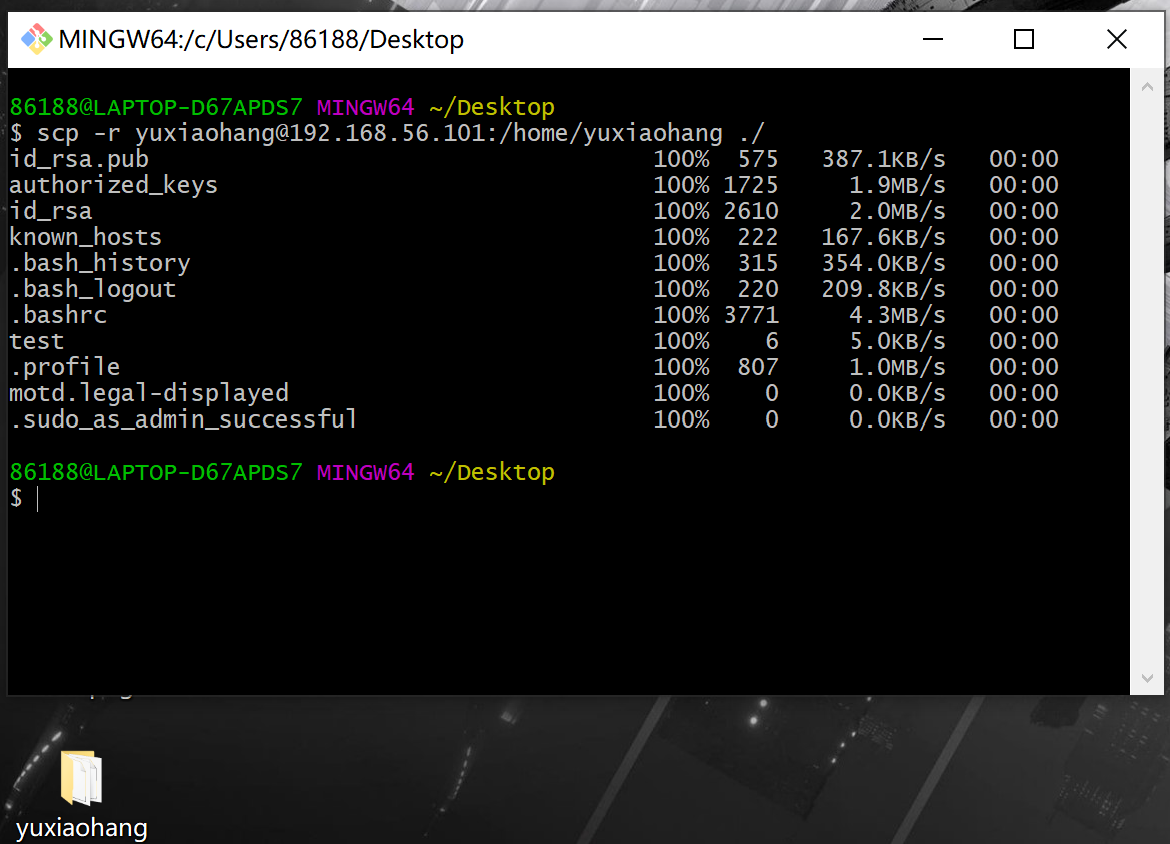 MINGW64:/c/Users/86188/Desktop
86188@LAPTOP-D67APDS7 MINGW64 ~/Desktop
$ scp -r yuxiaohang@192.168.56.101:/home/yuxiaohang ./
id_rsa.pub 100% 575 387.1KB/s 00:00
authorized_keys 100% 1725 1.9MB/s 00:00
id_rsa 100% 2610 2.0MB/s 00:00
known_hosts 100% 222 167.6KB/s 00:00
.bash_history 100% 315 354.0KB/s 00:00
.bash_logout 100% 220 209.8KB/s 00:00
.bashrc 100% 3771 4.3MB/s 00:00
test 100% 6 5.0KB/s 00:00
.profile 100% 807 1.0MB/s 00:00
motd.legal-displayed 100% 0 0.0KB/s 00:00
.sudo_as_admin_successful 100% 0 0.0KB/s 00:00
86188@LAPTOP-D67APDS7 MINGW64 ~/Desktop
$
yuxiaohang